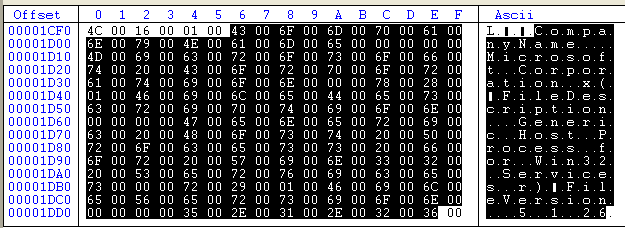 Offset 0 1 2 3 4 5 6 7 8 9 A B C D E F Ascii
00001CF0 4C 00 16 00 01 00 43 00 6F 00 6D 00 70 00 61 00 L.▌.▌.C.o.m.p.a.
00001D00 6E 00 79 00 4E 00 61 00 6D 00 65 00 00 00 00 00 n.y.N.a.m.e.....
00001D10 4D 00 69 00 63 00 72 00 6F 00 73 00 6F 00 66 00 M.i.c.r.o.s.o.f.
00001D20 74 00 20 00 43 00 6F 00 72 00 70 00 6F 00 72 00 t. .C.o.r.p.o.r.
00001D30 61 00 74 00 69 00 6F 00 6E 00 00 00 78 00 28 00 a.t.i.o.n...x.(.
00001D40 01 00 46 00 69 00 6C 00 65 00 44 00 65 00 73 00 ▌.F.i.l.e.D.e.s.
00001D50 63 00 72 00 69 00 70 00 74 00 69 00 6F 00 6E 00 c.r.i.p.t.i.o.n.
00001D60 00 00 00 00 47 00 65 00 6E 00 65 00 72 00 69 00 ....G.e.n.e.r.i.
00001D70 63 00 20 00 48 00 6F 00 73 00 74 00 20 00 50 00 c. .H.o.s.t. .P.
00001D80 72 00 6F 00 63 00 65 00 73 00 73 00 20 00 66 00 r.o.c.e.s.s. .f.
00001D90 6F 00 72 00 20 00 57 00 69 00 6E 00 33 00 32 00 o.r. .W.i.n.3.2.
00001DA0 20 00 53 00 65 00 72 00 76 00 69 00 63 00 65 00 .S.e.r.v.i.c.e.
00001DB0 73 00 00 00 72 00 29 00 01 00 46 00 69 00 6C 00 s...r.).▌.F.i.l.
00001DC0 65 00 56 00 65 00 72 00 73 00 69 00 6F 00 6E 00 e.V.e.r.s.i.o.n.
00001DD0 00 00 00 00 35 00 2E 00 31 00 2E 00 32 00 36 00 ....5...1...2.6.